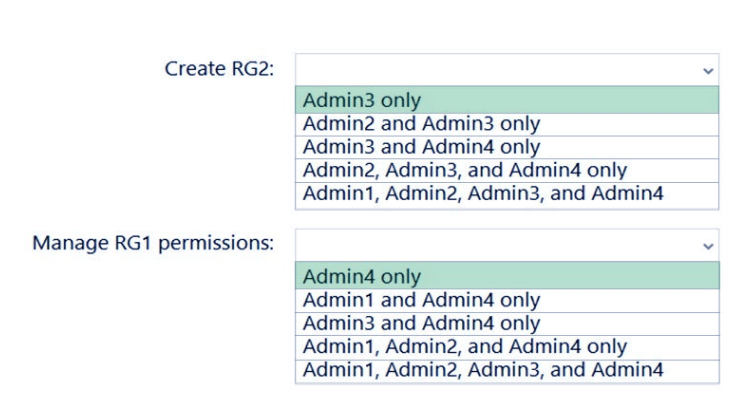 Create RG2:
Admin3 only
Admin2 and Admin3 only
Admin3 and Admin4 only
Admin2, Admin3, and Admin4 only
Admin1, Admin2, Admin3, and Admin4
Manage RG1 permissions:
Admin4 only
Admin1 and Admin4 only
Admin3 and Admin4 only
Admin1, Admin2, and Admin4 only
Admin1, Admin2, Admin3, and Admin4